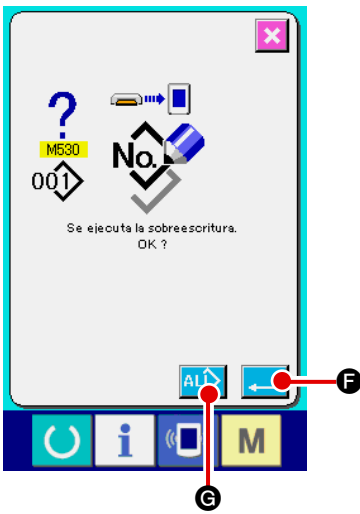 ?
M530
No.
001
Se ejecuta la sobreescritura.
OK ?
ALL
F
G
i
M